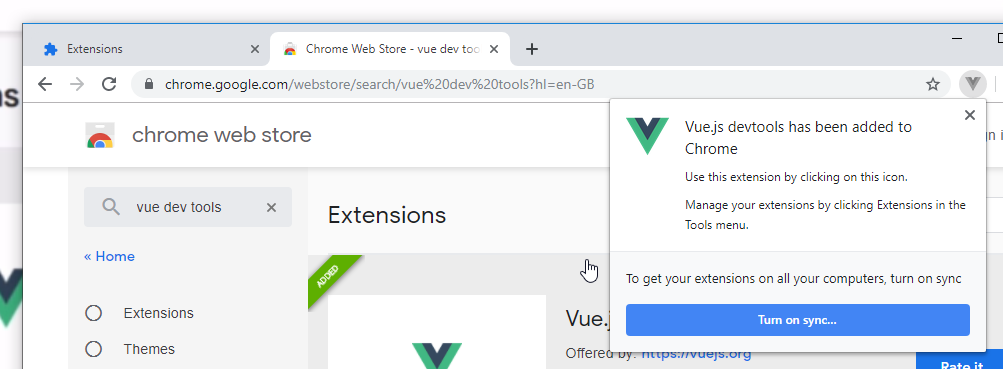 Extensions
Chrome Web Store - vue dev too
chrome.google.com/webstore/search/vue%20dev%20tools?hl=en-GB
chrome web store
Vue.js devtools has been added to
Chrome
Use this extension by clicking on this icon.
Manage your extensions by clicking Extensions in the
Tools menu.
To get your extensions on all your computers, turn on sync
Turn on sync...
vue dev tools
« Home
Extensions
Themes
Extensions
ADDED
Vue.j
Offered by: https://vuejs.org
Rate it